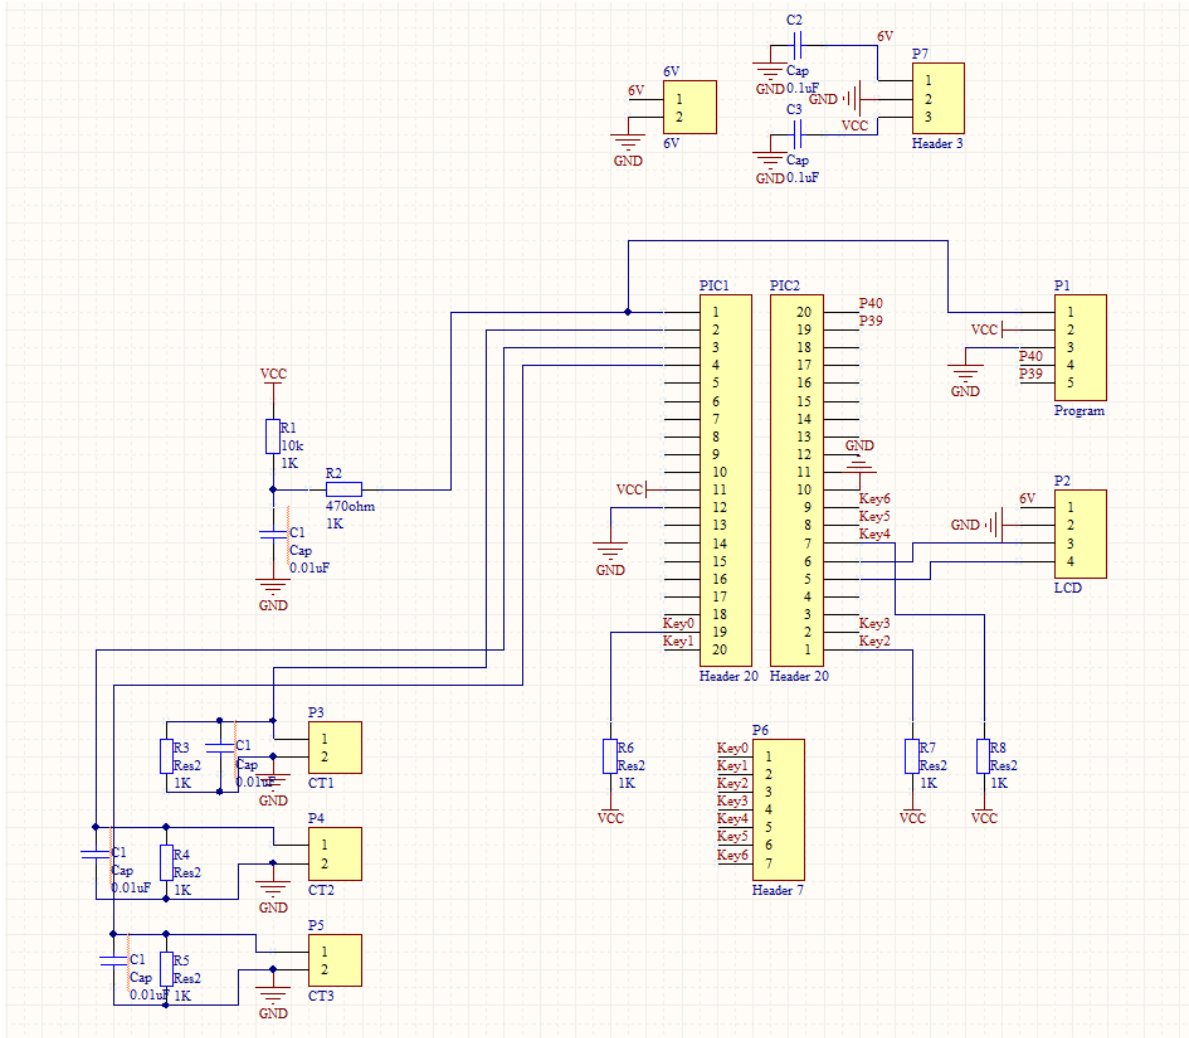 C2
6V
P7
Cap
GND
0.1uF
1
GND
2
3
VCC
Header 3
6V
6V
1
2
GND
6V
C3
Cap
GND
0.1uF
PIC1
1
2
3
4
5
6
7
8
9
10
VCC
11
12
GND
13
14
15
16
17
18
Key0
19
Key1
20
Header 20
PIC2
20
P40
19
P39
18
17
16
15
14
13
GND
12
11
10
9
Key6
8
Key5
7
Key4
6
5
4
3
2
Key3
1
Key2
Header 20
P1
1
VCC
2
3
GND
P40
4
P39
5
Program
P2
6V
1
GND
2
3
4
LCD
VCC
R1
10k
1K
R2
470ohm
1K
C1
Cap
0.01uF
GND
P3
R3
Res2
1K
C1
Cap
0.01uF
1
2
GND
CT1
P4
C1
Cap
0.01uF
R4
Res2
1K
1
2
GND
CT2
P5
C1
Cap
0.01uF
R5
Res2
1K
1
2
GND
CT3
R6
Res2
1K
VCC
P6
Key0
1
Key1
2
Key2
3
Key3
4
Key4
5
Key5
6
Key6
7
Header 7
R7
Res2
1K
VCC
R8
Res2
1K
VCC